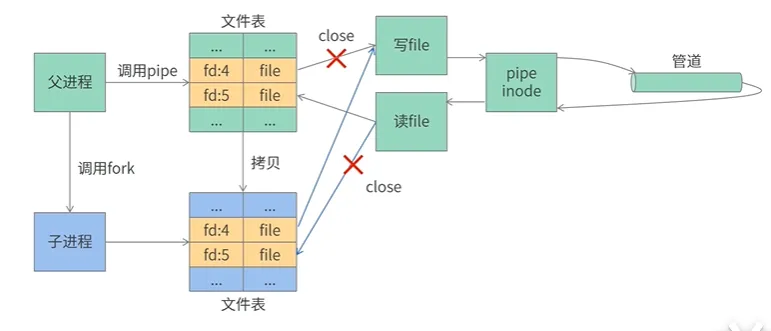 文件表
父进程
调用pipe
... ...
fd:4 file
fd:5 file
... ...
close
写file
读file
pipe
inode
管道
调用fork
拷贝
close
子进程
... ...
fd:4 file
fd:5 file
... ...
文件表